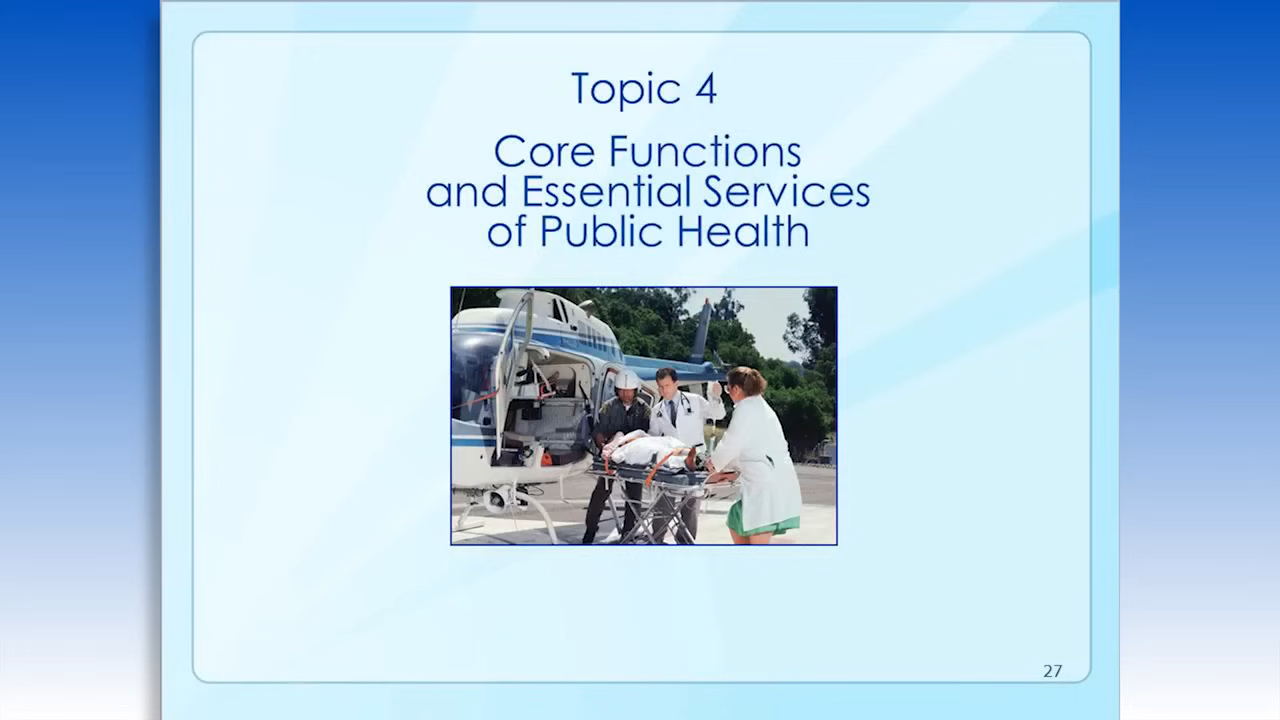 Topic 4
Core Functions
and Essential Services
of Public Health
27